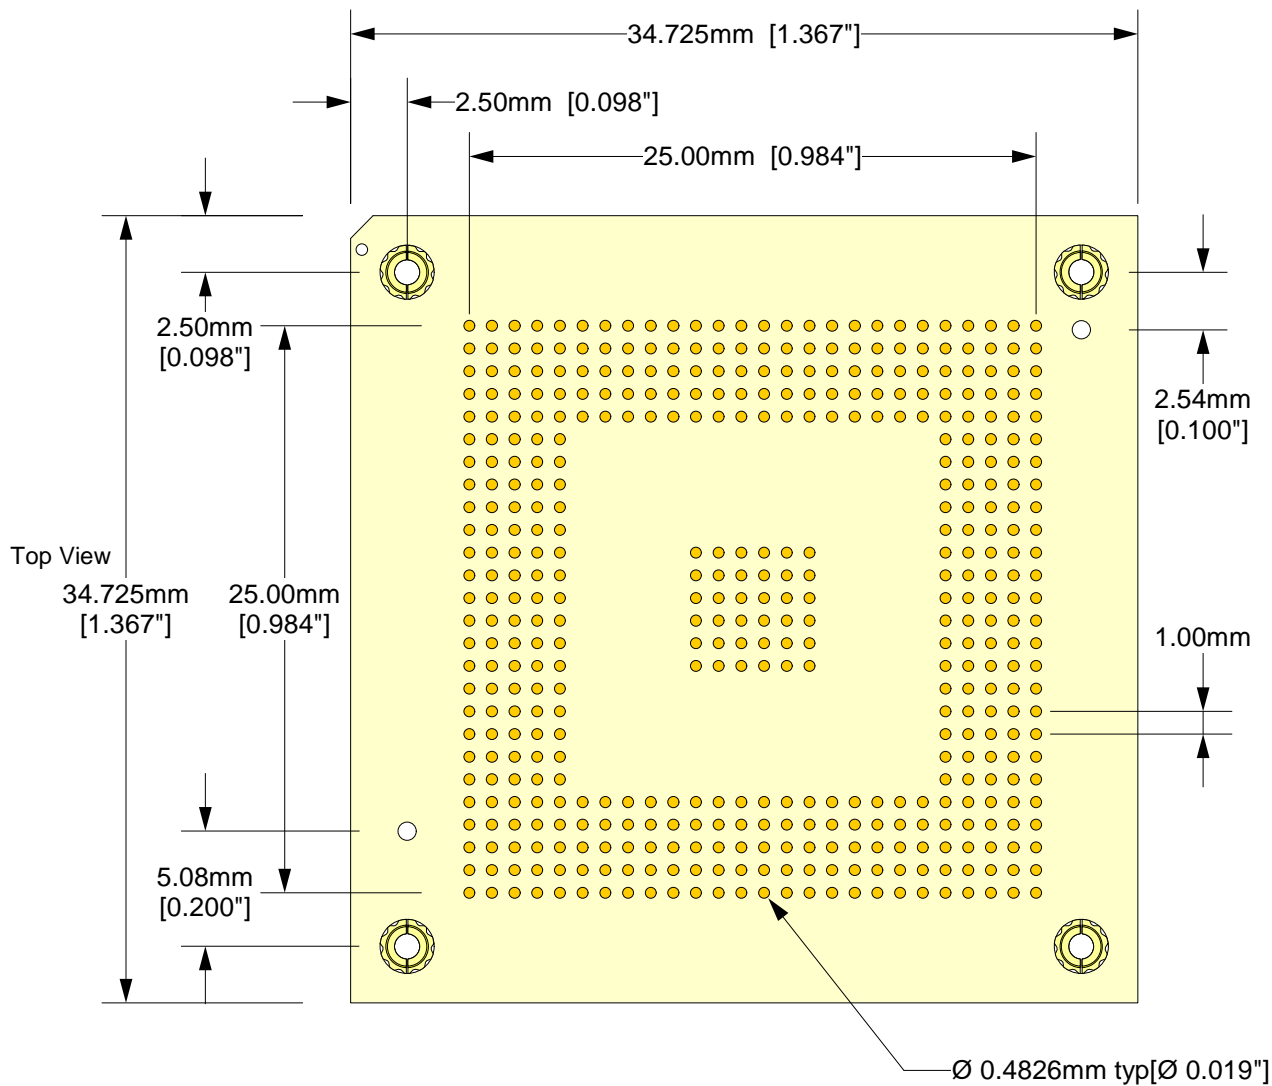 34.725mm [1.367"]
2.50mm [0.098"]
25.00mm [0.984"]
2.50mm
[0.098"]
2.54mm
[0.100"]
Top View
34.725mm
[1.367"]
25.00mm
[0.984"]
1.00mm
5.08mm
[0.200"]
Ø 0.4826mm typ[Ø 0.019"]